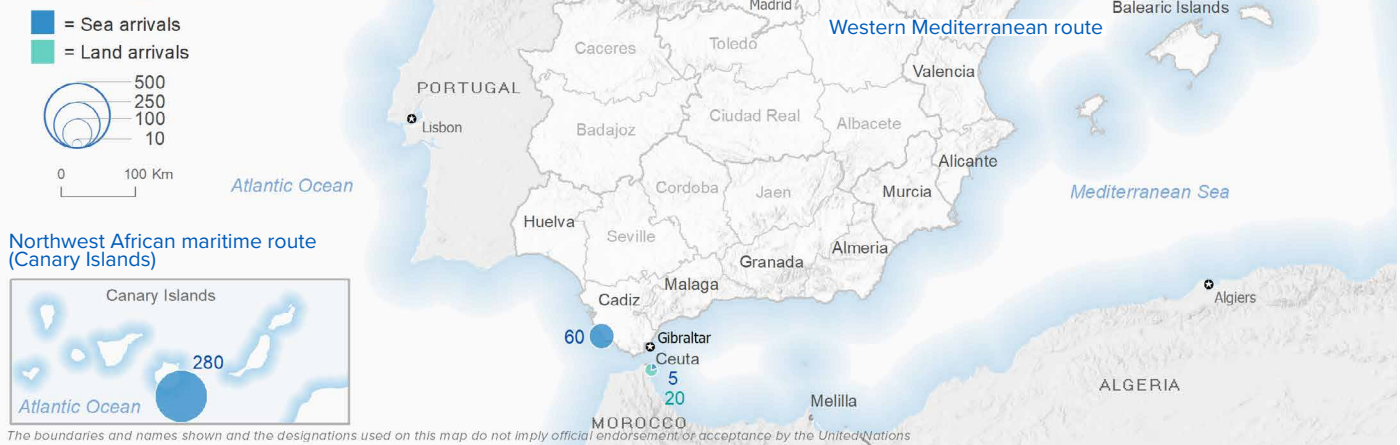 = Sea arrivals
= Land arrivals
500
250
100
10
0 100 Km
Madrid
Western Mediterranean route
Balearic Islands
Caceres
Toledo
Valencia
PORTUGAL
Lisbon
Badajoz
Ciudad Real
Albacete
Alicante
Atlantic Ocean
Cordoba
Jaen
Murcia
Mediterranean Sea
Huelva
Seville
Almeria
Granada
Northwest African maritime route
(Canary Islands)
Malaga
Cadiz
Algiers
Canary Islands
60
Gibraltar
Ceuta
5
20
280
Atlantic Ocean
Melilla
ALGERIA
MOROCCO
The boundaries and names shown and the designations used on this map do not imply official endorsement or acceptance by the United Nations